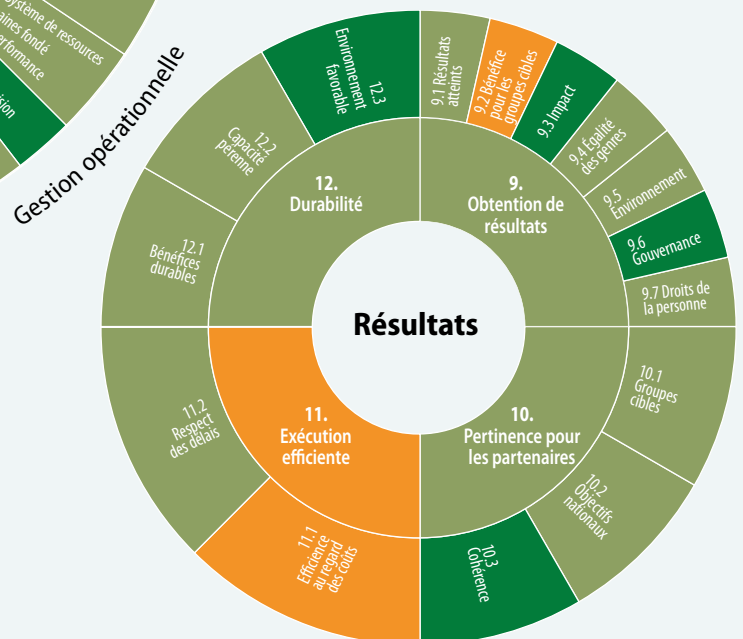 Système de ressources
fondé
performance
Gestion opérationnelle
Résultats
9.
Obtention de
résultats
9.1 Résultats
atteints
9.2 Bénéfice
pour les
groupes cibles
9.3 Impact
9.4 Égalité
des genres
9.5
Environnement
9.6
Gouvernance
9.7 Droits de
la personne
10.
Pertinence pour
les partenaires
10.1
Groupes
cibles
10.2
Objectifs
nationaux
10.3
Cohérence
11.
Exécution
efficiente
11.1
Efficience
au regard
des coûts
11.2
Respect
des délais
12.
Durabilité
12.1
Bénéfices
durables
12.2
Capacité
pérenne
12.3
Environnement
favorable